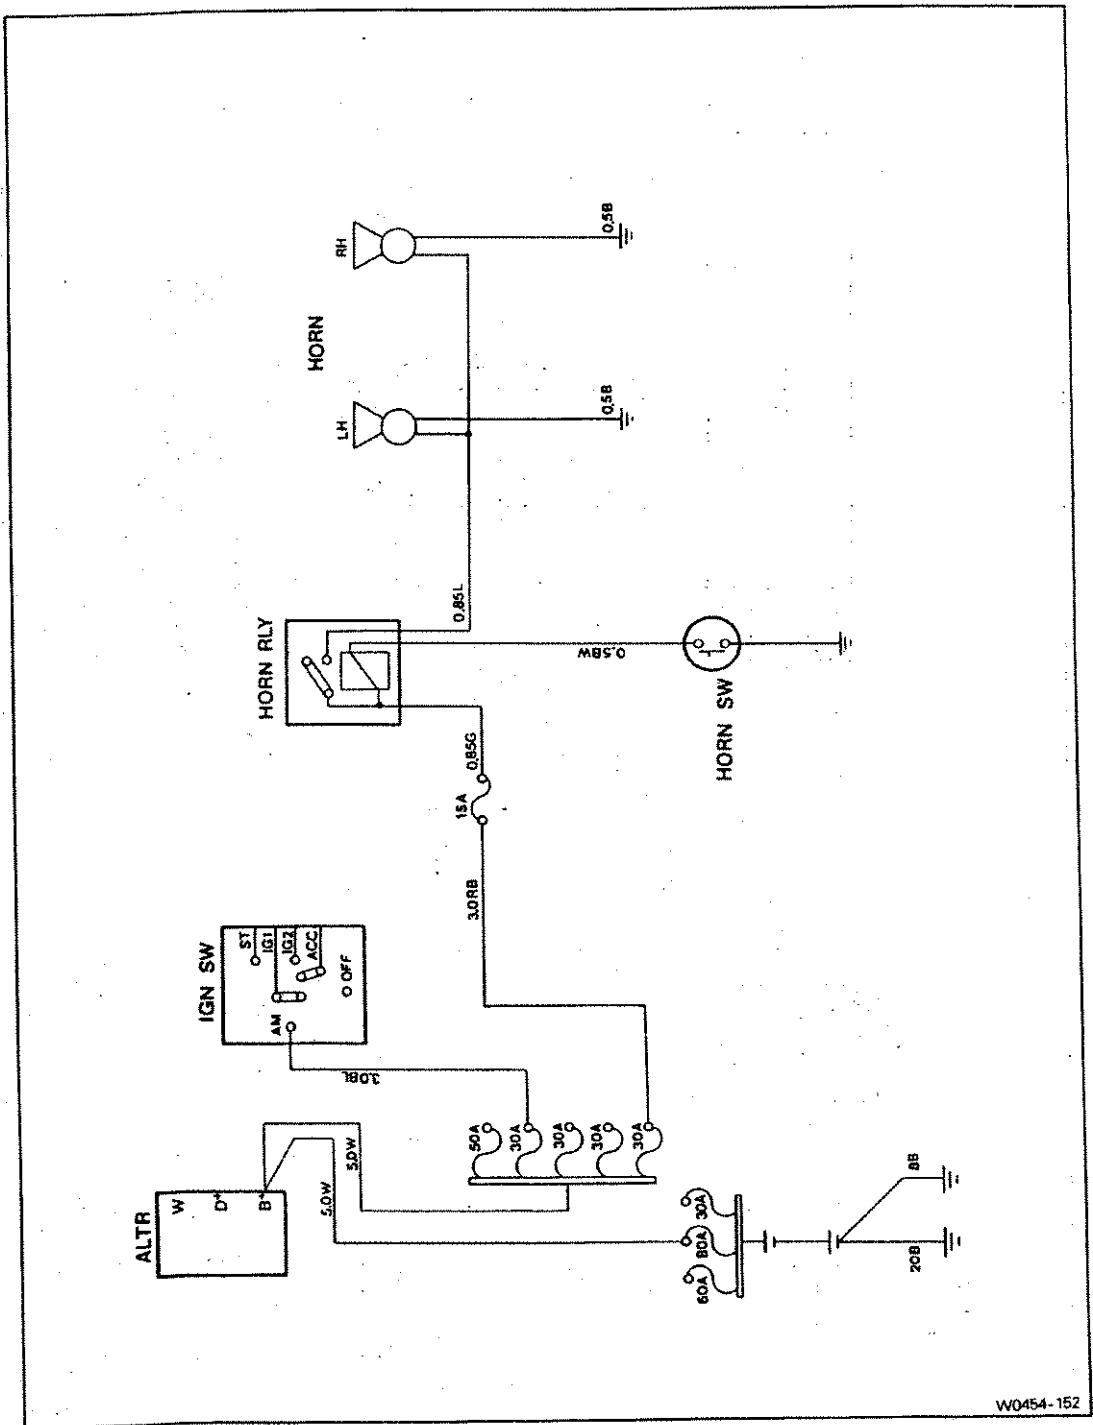 HORN
RH
LH
0.5B
0.5B
HORN RLY
0.85L
0.5BW
HORN SW
0.85G
15A
3.0RB
IGN SW
ST
IG1
IG2
ACC
OFF
AM
3.0BL
50A
30A
30A
30A
30A
ALTR
W
D+
B+
5.0W
5.0W
60A
80A
30A
8B
20B
W0454-152